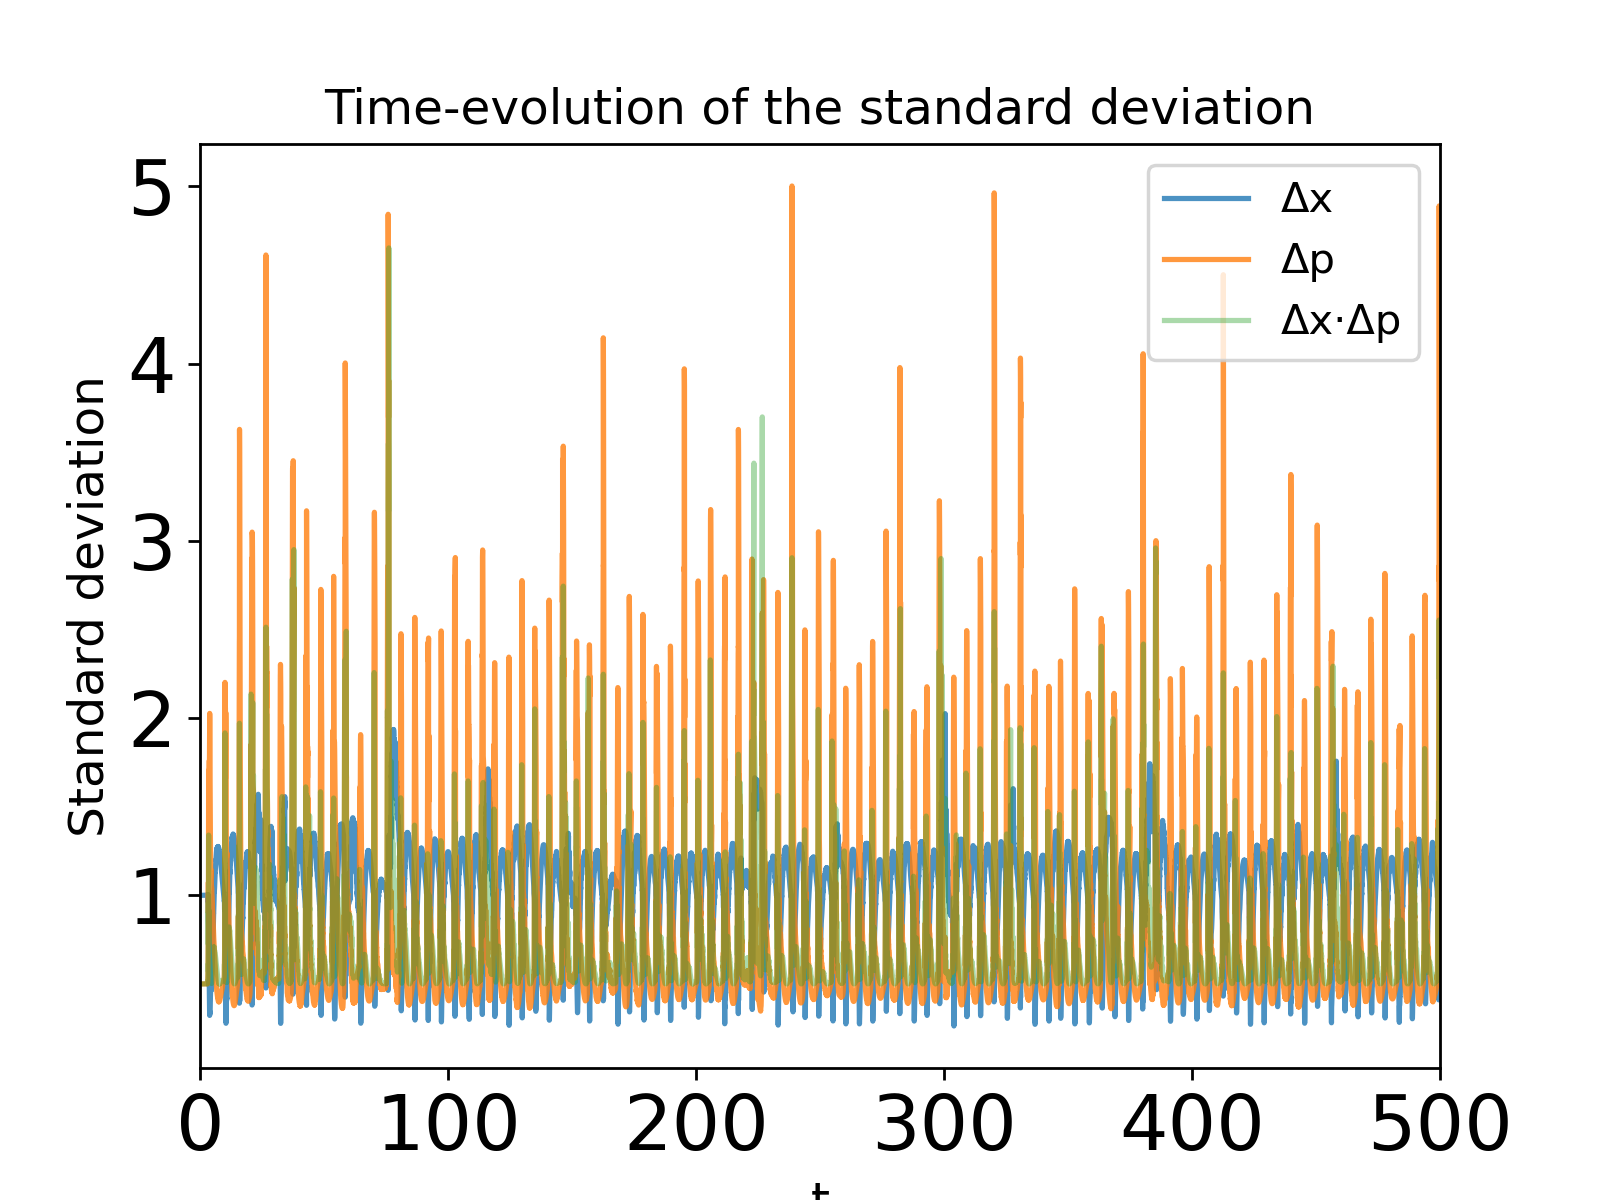 Time-evolution of the standard deviation
5
4
3
2
1
Standard deviation
Δx
Δp
Δx·Δp
0 100 200 300 400 500
t